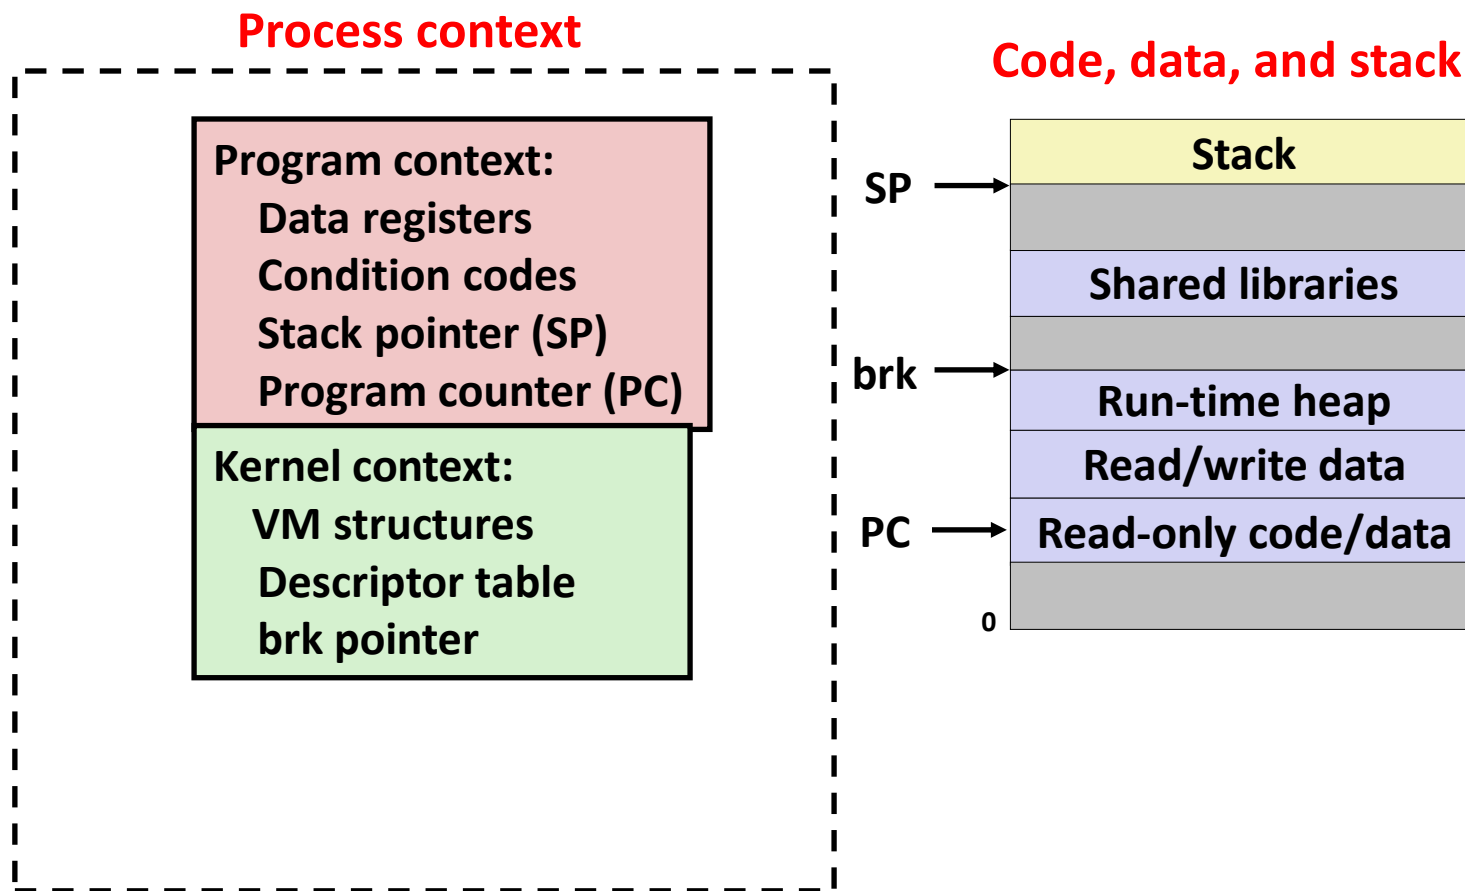 Process context
Program context:
Data registers
Condition codes
Stack pointer (SP)
Program counter (PC)
Kernel context:
VM structures
Descriptor table
brk pointer
Code, data, and stack
Stack
SP
Shared libraries
brk
Run-time heap
Read/write data
PC
Read-only code/data
0